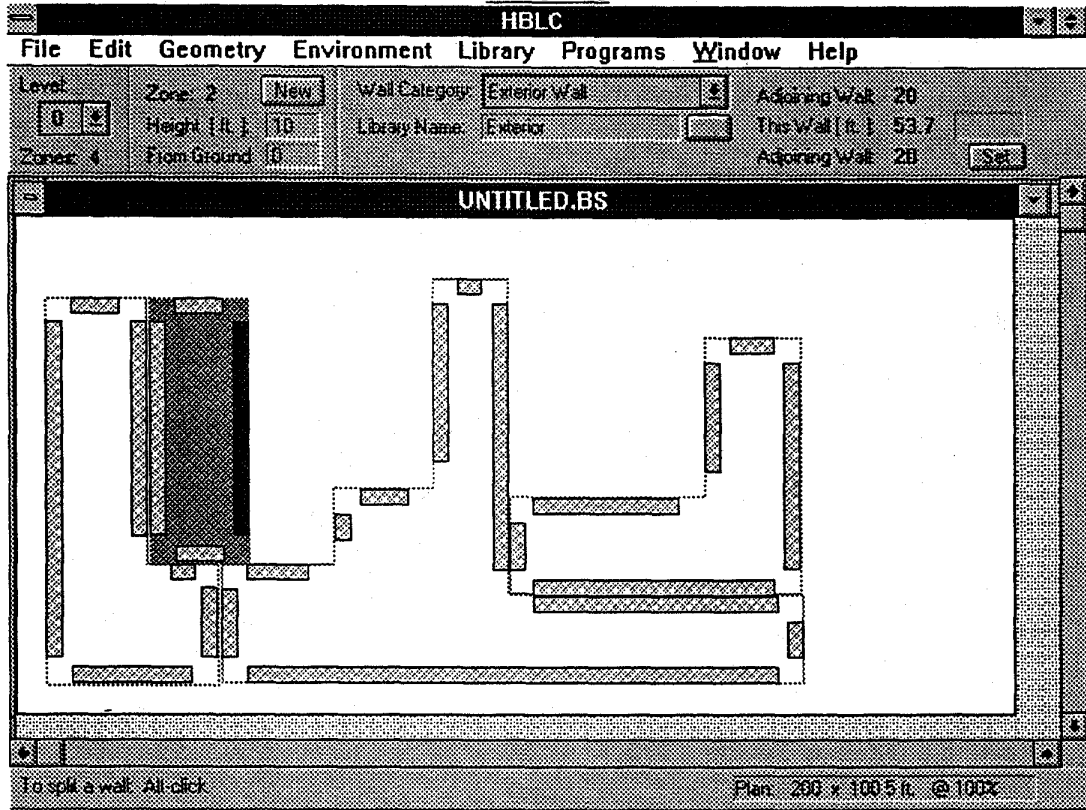 HBLC
File Edit Geometry Environment Library Programs Window Help
Level:
0
Zones: 4
Zone: 2 New
Height [ft.]: 10
From Ground 0
Wall Category: Exterior Wall
Library Name: Exterior
Adjoining Wall: 20
This Wall [ft.]: 53.7
Adjoining Wall: 20 Set
UNTITLED.BS
To split a wall, Alt-click
Plan: 200 x 100.5 ft. @ 100%